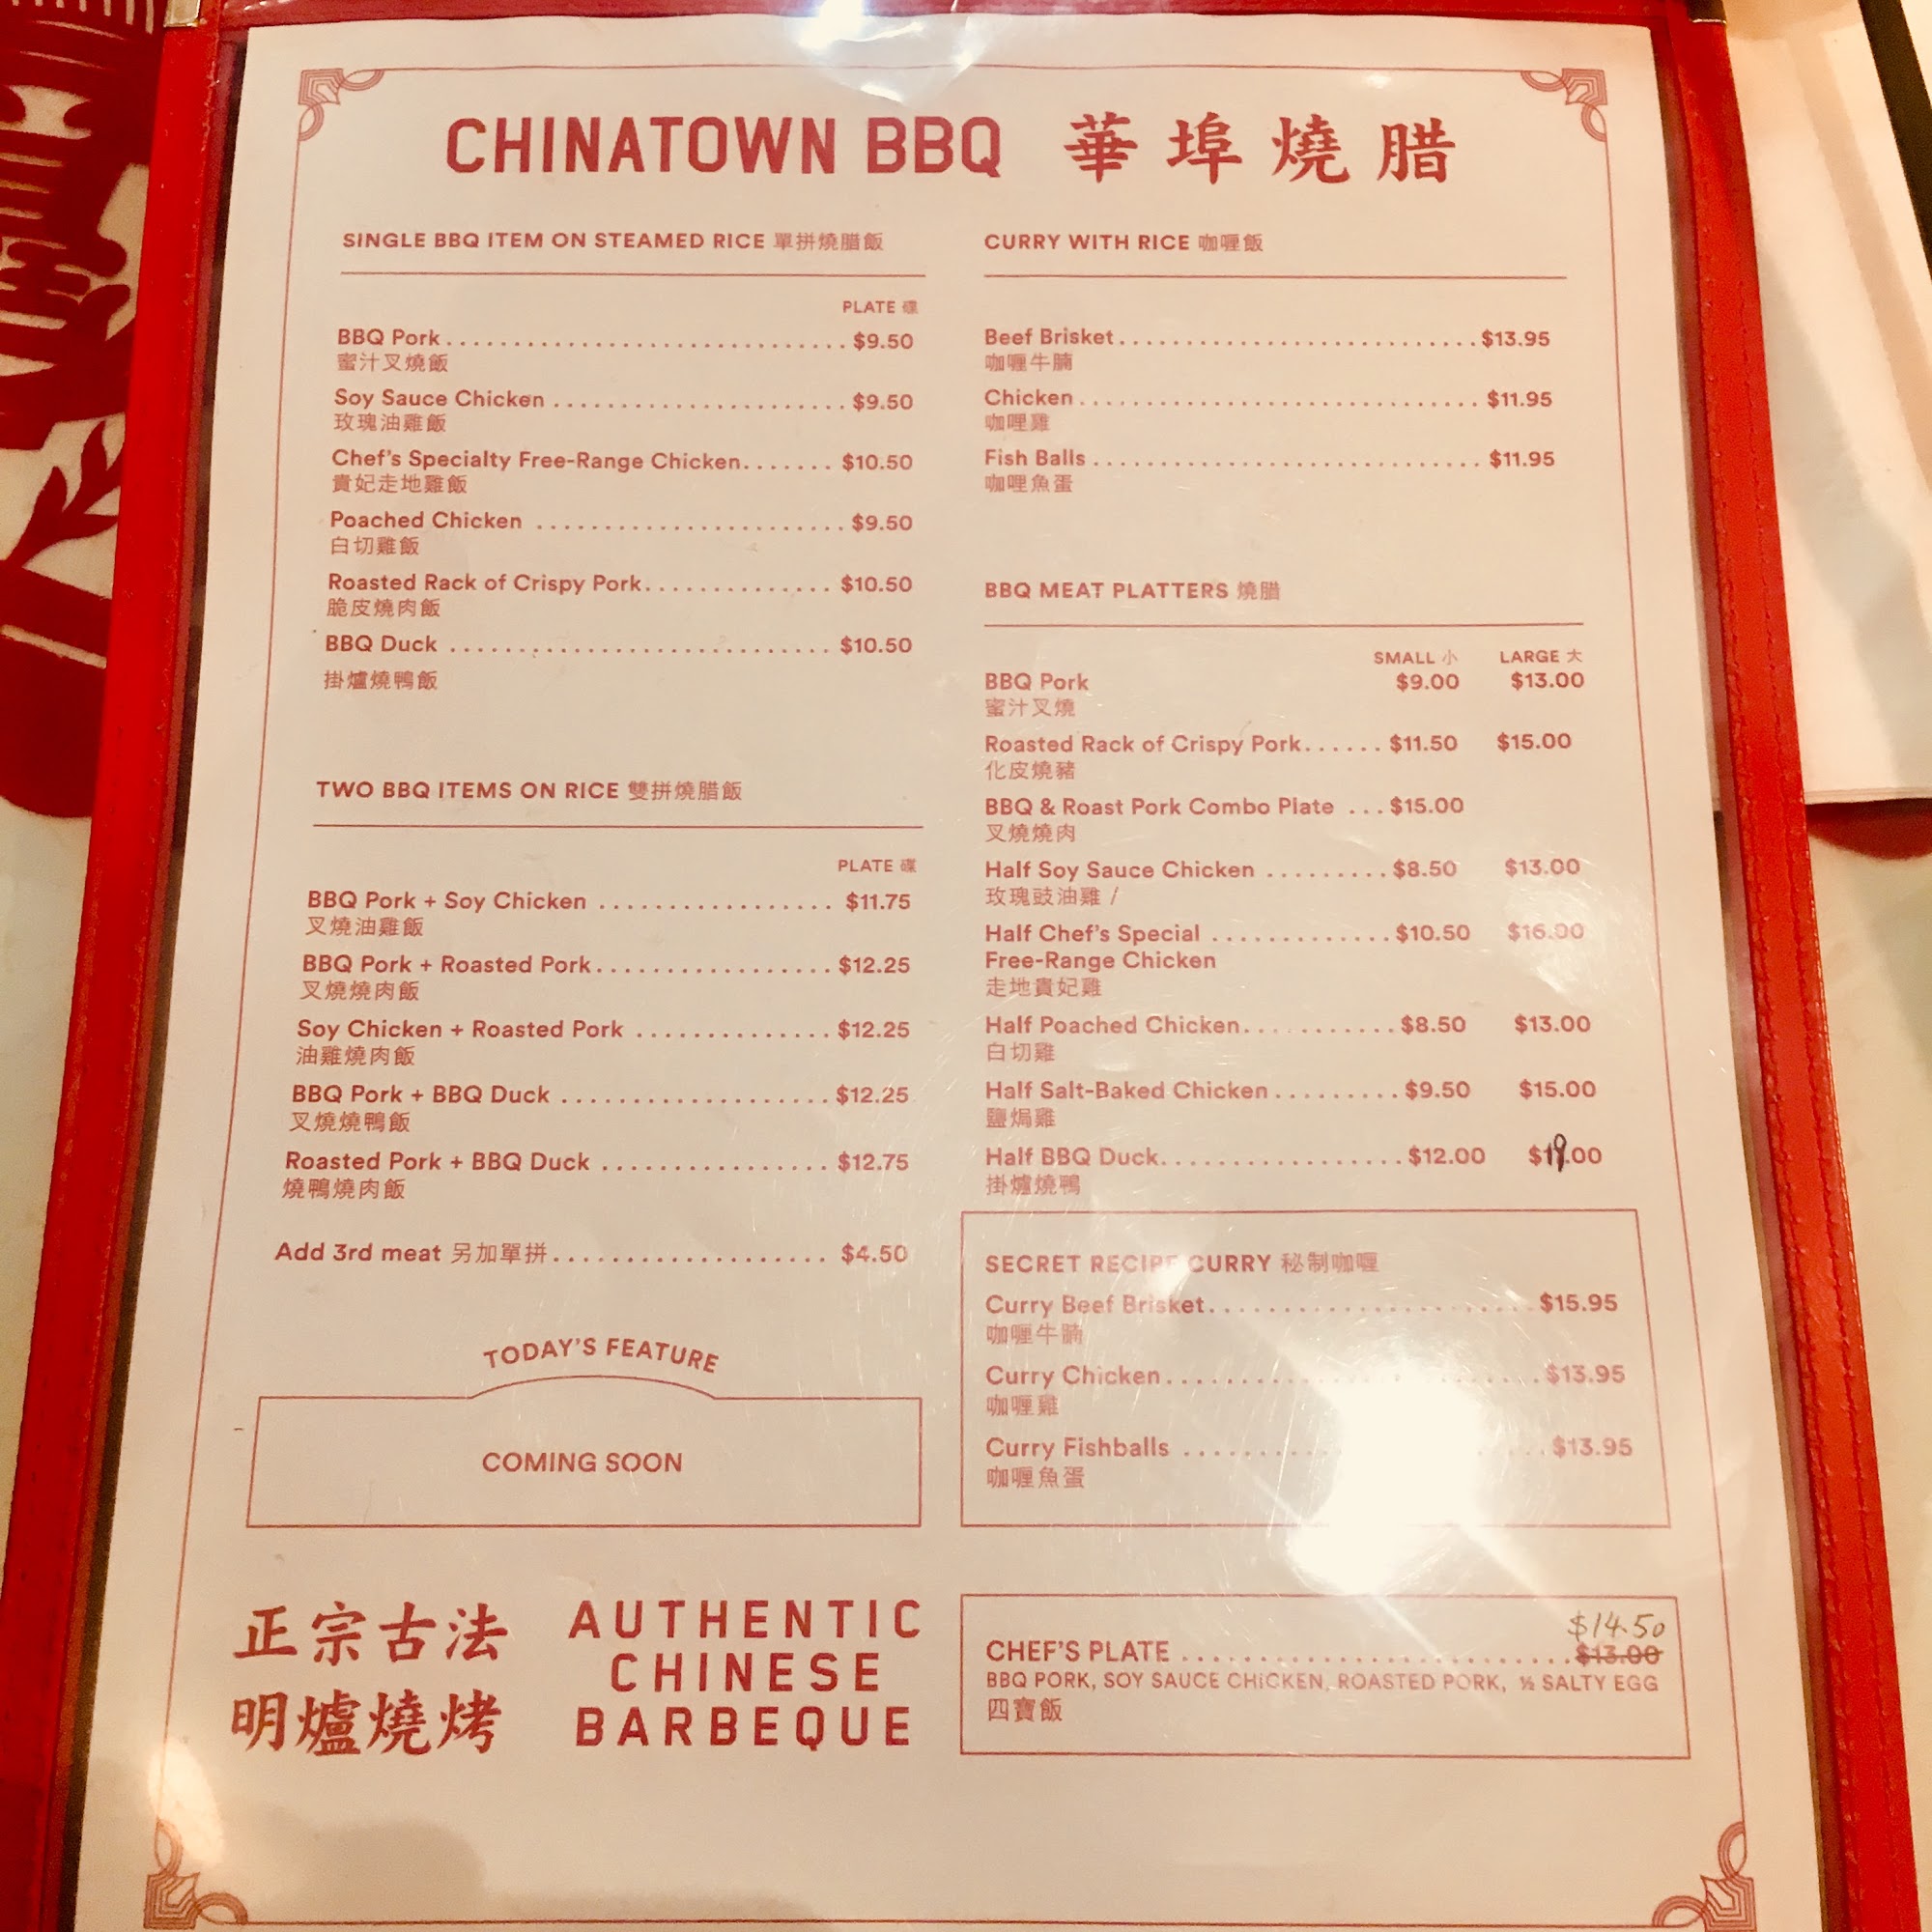 CHINATOWN BBQ 華埠燒腊
SINGLE BBQ ITEM ON STEAMED RICE 單拼燒腊飯
PLATE 碟
BBQ Pork.............................. $9.50
蜜汁叉燒飯
Soy Sauce Chicken ...................... $9.50
玫瑰油雞飯
Chef's Specialty Free-Range Chicken....... $10.50
貴妃走地雞飯
Poached Chicken ....................... $9.50
白切雞飯
Roasted Rack of Crispy Pork.............. $10.50
脆皮燒肉飯
BBQ Duck ............................. $10.50
掛爐燒鴨飯
TWO BBQ ITEMS ON RICE 雙拼燒腊飯
PLATE 碟
BBQ Pork + Soy Chicken .................. $11.75
叉燒油雞飯
BBQ Pork + Roasted Pork.................. $12.25
叉燒燒肉飯
Soy Chicken + Roasted Pork .............. $12.25
油雞燒肉飯
BBQ Pork + BBQ Duck .................... $12.25
叉燒燒鴨飯
Roasted Pork + BBQ Duck ................. $12.75
燒鴨燒肉飯
Add 3rd meat 另加單拼.................... $4.50
TODAY'S FEATURE
COMING SOON
正宗古法
明爐燒烤
AUTHENTIC
CHINESE
BARBEQUE
CURRY WITH RICE 咖喱飯
Beef Brisket........................... $13.95
咖喱牛腩
Chicken.............................. $11.95
咖哩雞
Fish Balls ............................. $11.95
咖哩魚蛋
BBQ MEAT PLATTERS 燒腊
SMALL 小 LARGE 大
BBQ Pork $9.00 $13.00
蜜汁叉燒
Roasted Rack of Crispy Pork...... $11.50 $15.00
化皮燒豬
BBQ & Roast Pork Combo Plate ... $15.00
叉燒燒肉
Half Soy Sauce Chicken ......... $8.50 $13.00
玫瑰豉油雞 /
Half Chef's Special ............. $10.50 $16.00
Free-Range Chicken
走地貴妃雞
Half Poached Chicken........... $8.50 $13.00
白切雞
Half Salt-Baked Chicken......... $9.50 $15.00
鹽焗雞
Half BBQ Duck.................. $12.00 $19.00
掛爐燒鴨
SECRET RECIPE CURRY 秘制咖喱
Curry Beef Brisket........................ $15.95
咖喱牛腩
Curry Chicken........................... $13.95
咖喱雞
Curry Fishballs .......................... $13.95
咖喱魚蛋
$14.50
CHEF'S PLATE ........................... $13.00
BBQ PORK, SOY SAUCE CHICKEN, ROASTED PORK, ½ SALTY EGG
四寶飯